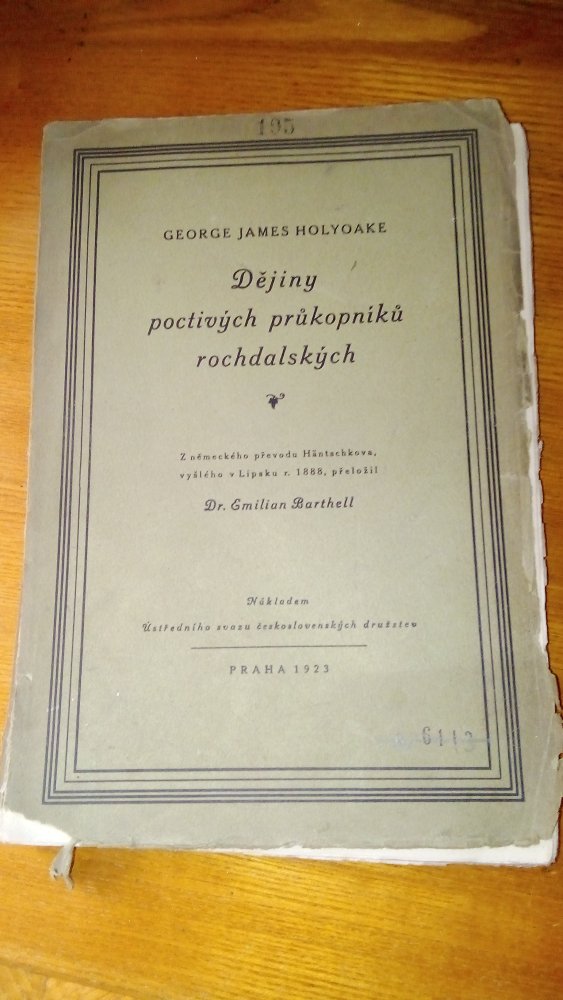 195
GEORGE JAMES HOLYOAKE
Dějiny
poctivých průkopníků
rochdalských
Z německého převodu Häntschkova,
vyšlého v Lipsku r. 1888, přeložil
Dr. Emilian Barthell
Nákladem
Ústředního svazu československých družstev
PRAHA 1923
6113